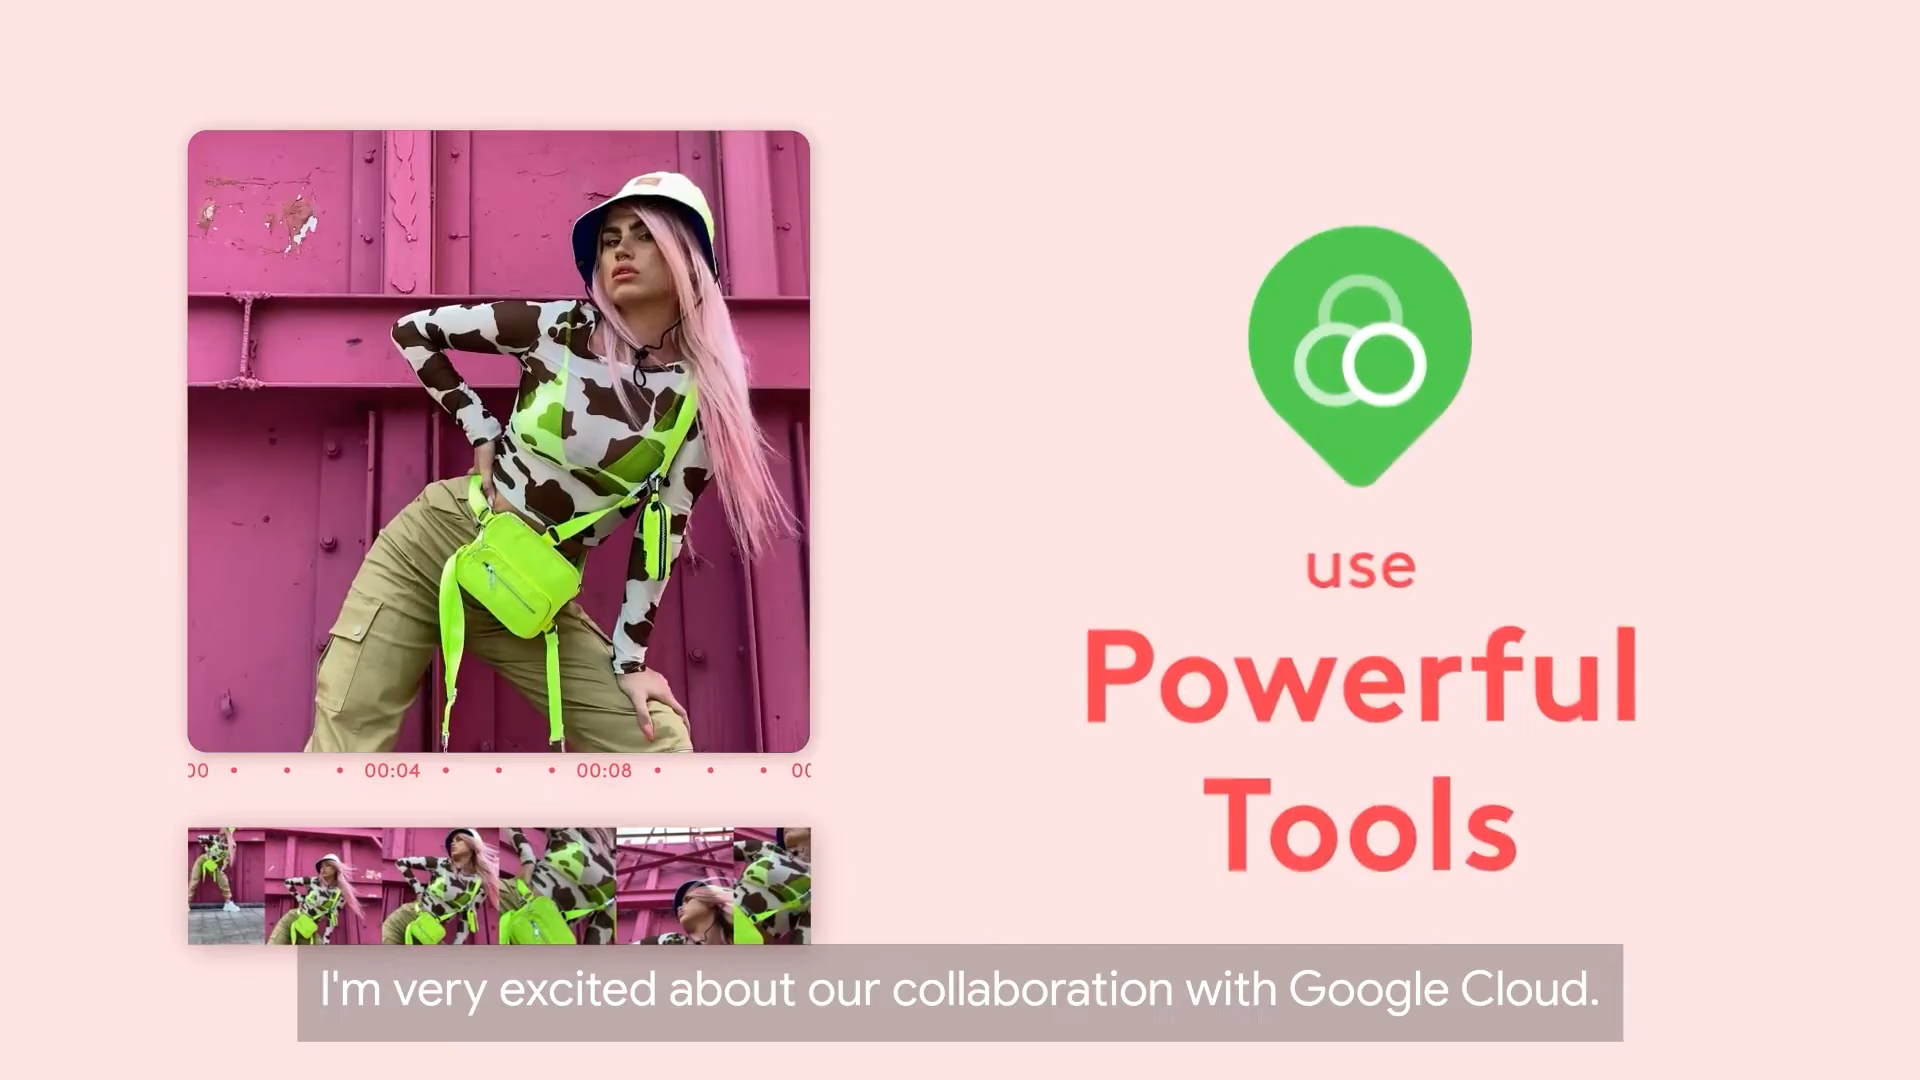 00:04
00:08
use
Powerful
Tools
I'm very excited about our collaboration with Google Cloud.